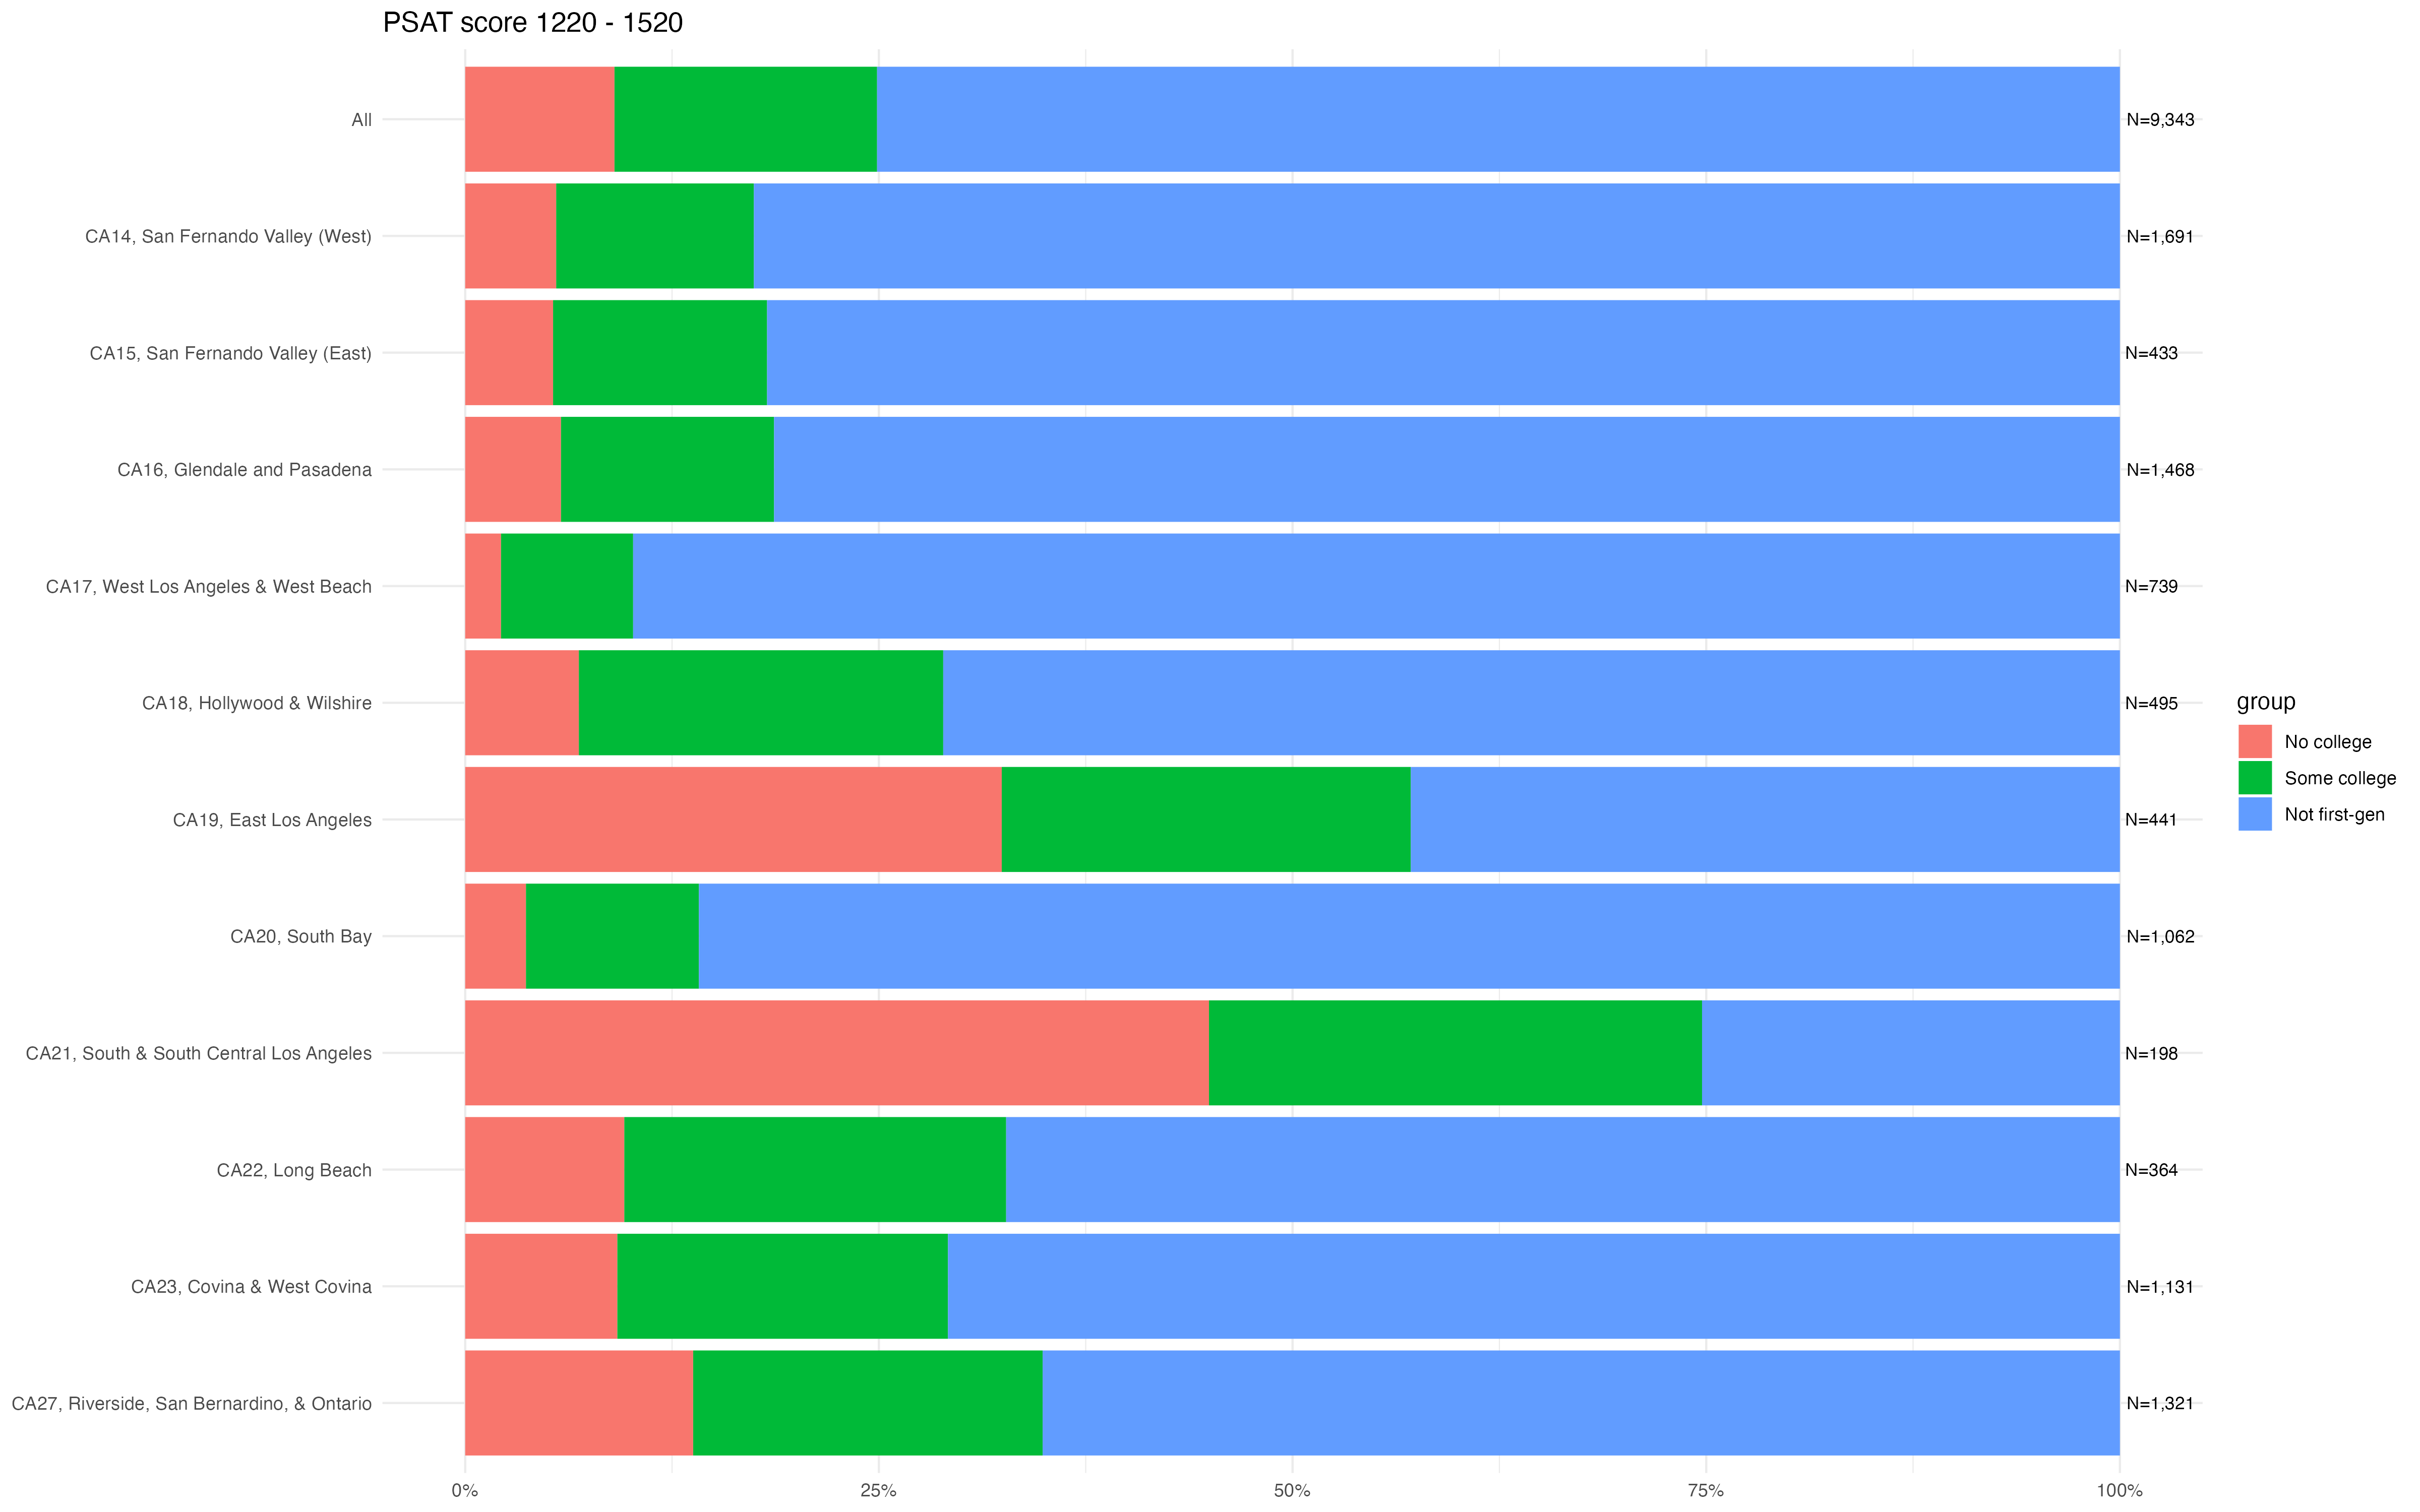 PSAT score 1220 - 1520
All
N=9,343
CA14, San Fernando Valley (West)
N=1,691
CA15, San Fernando Valley (East)
N=433
CA16, Glendale and Pasadena
N=1,468
CA17, West Los Angeles & West Beach
N=739
CA18, Hollywood & Wilshire
N=495
CA19, East Los Angeles
N=441
CA20, South Bay
N=1,062
CA21, South & South Central Los Angeles
N=198
CA22, Long Beach
N=364
CA23, Covina & West Covina
N=1,131
CA27, Riverside, San Bernardino, & Ontario
N=1,321
0%
25%
50%
75%
100%
group
No college
Some college
Not first-gen